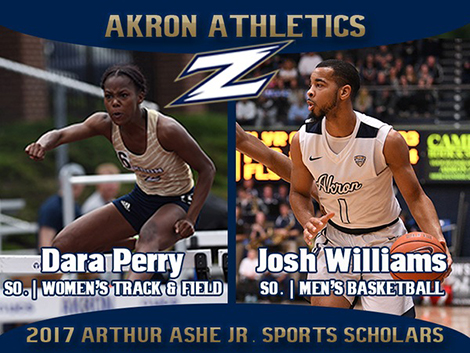 AKRON ATHLETICS
Z
Akron
1
CAMEL
Dara Perry
SO. | WOMEN'S TRACK & FIELD
Josh Williams
SO. | MEN'S BASKETBALL
2017 ARTHUR ASHE JR. SPORTS SCHOLARS